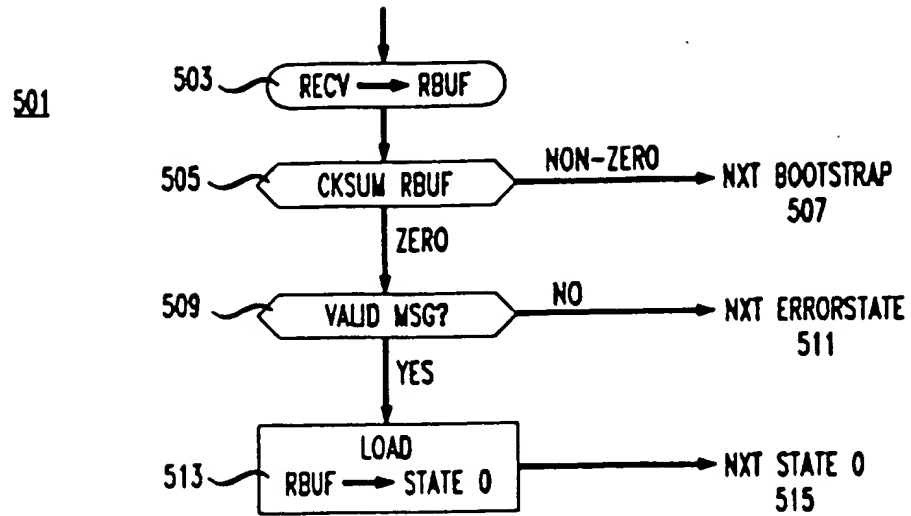 501
503 RECV → RBUF
505 CKSUM RBUF NON-ZERO NXT BOOTSTRAP
507
ZERO
509 VALID MSG? NO NXT ERRORSTATE
511
YES
LOAD
513 RBUF → STATE 0 NXT STATE 0
515